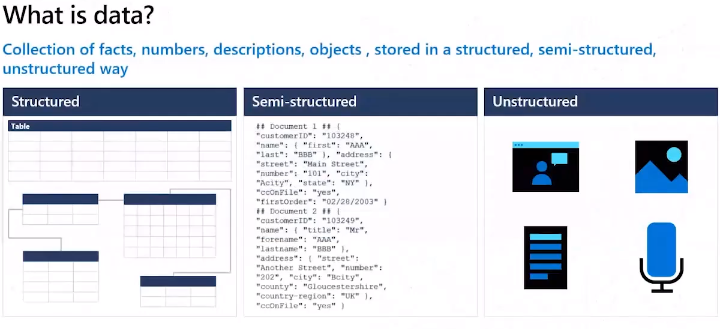 What is data?
Collection of facts, numbers, descriptions, objects , stored in a structured, semi-structured,
unstructured way
Structured
Table
Semi-structured
## Document 1 ## {
"customerID": "103248",
"name": { "first": "AAA",
"last": "BBB" }, "address": {
"street": "Main Street",
"number": "101", "city":
"Acity", "state": "NY" },
"ccOnFile": "yes",
"firstOrder": "02/28/2003" }
## Document 2 ## {
"customerID": "103249",
"name": { "title": "Mr",
"forename": "AAA",
"lastname": "BBB" },
"address": { "street":
"Another Street", "number":
"202", "city": "Bcity",
"county": "Gloucestershire",
"country-region": "UK" },
"ccOnFile": "yes" }
Unstructured